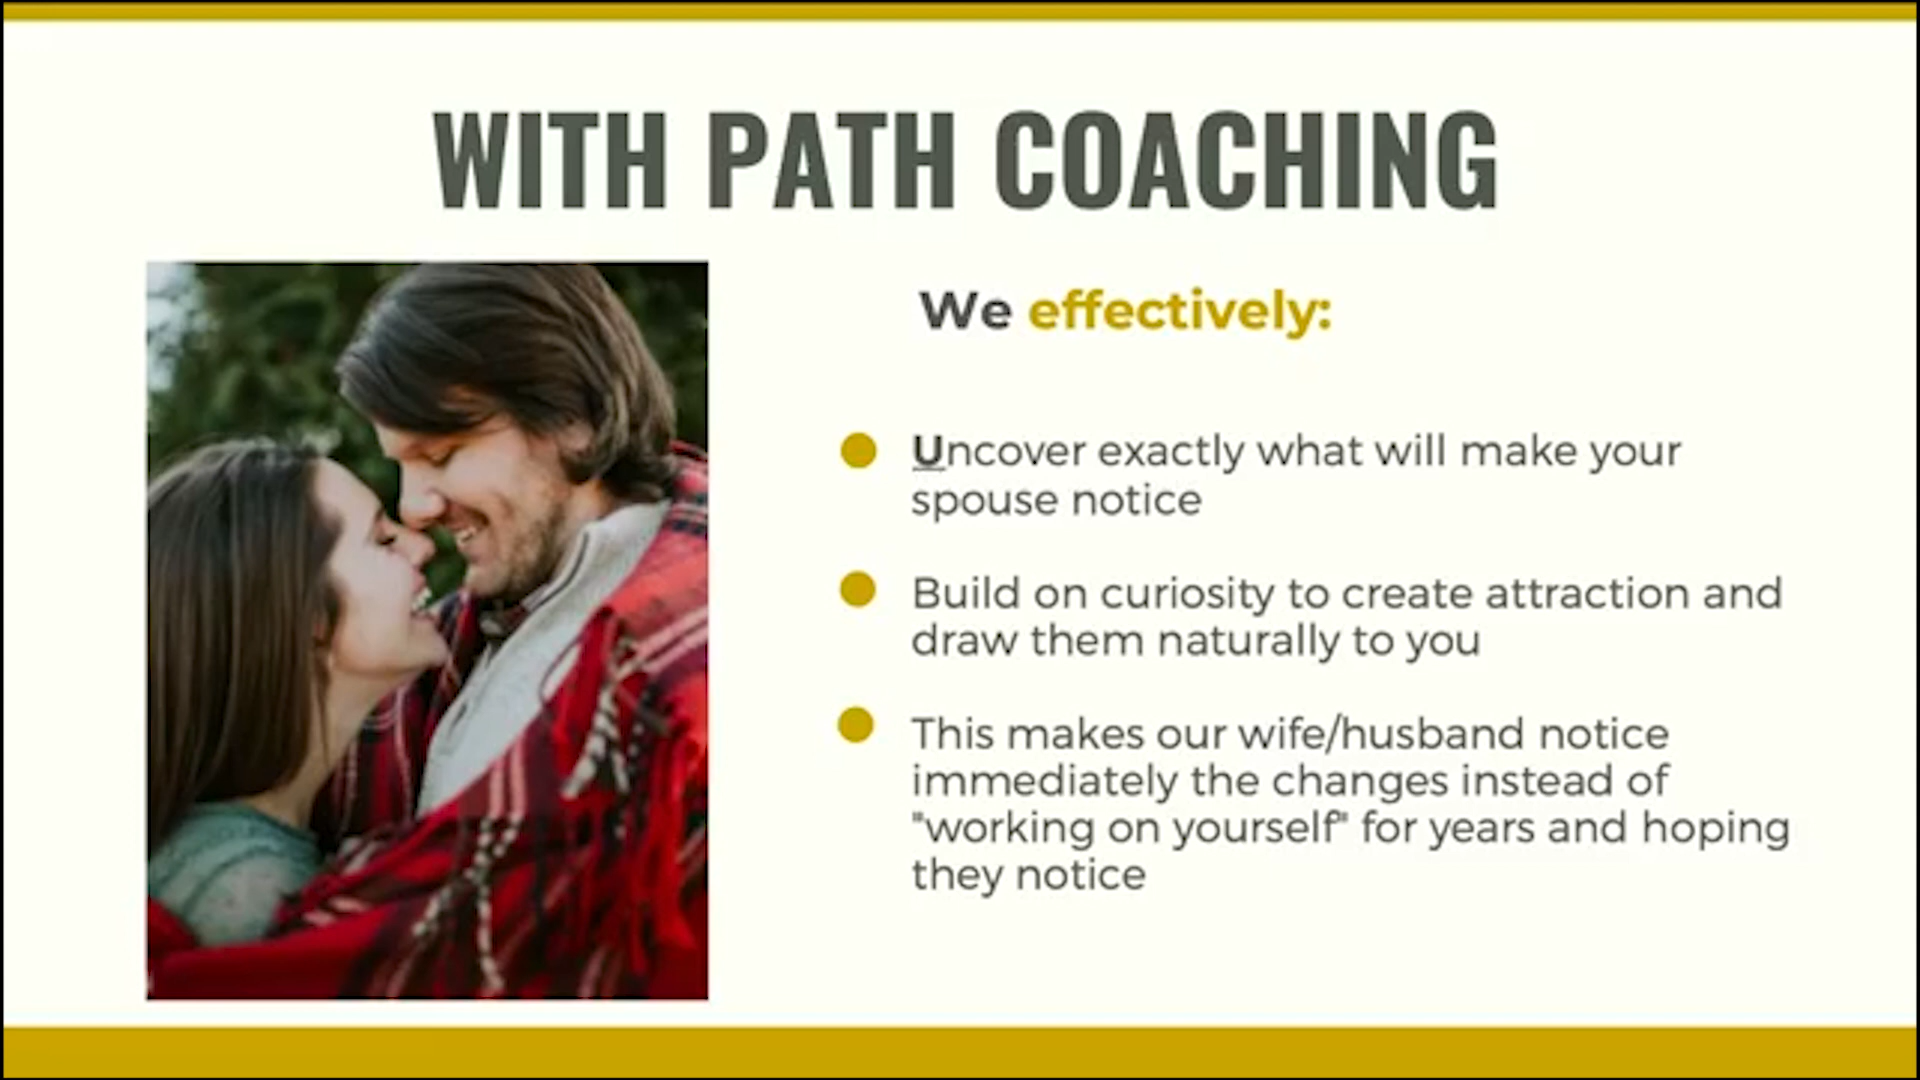 WITH PATH COACHING
We effectively:
Uncover exactly what will make your
spouse notice
Build on curiosity to create attraction and
draw them naturally to you
This makes our wife/husband notice
immediately the changes instead of
"working on yourself" for years and hoping
they notice